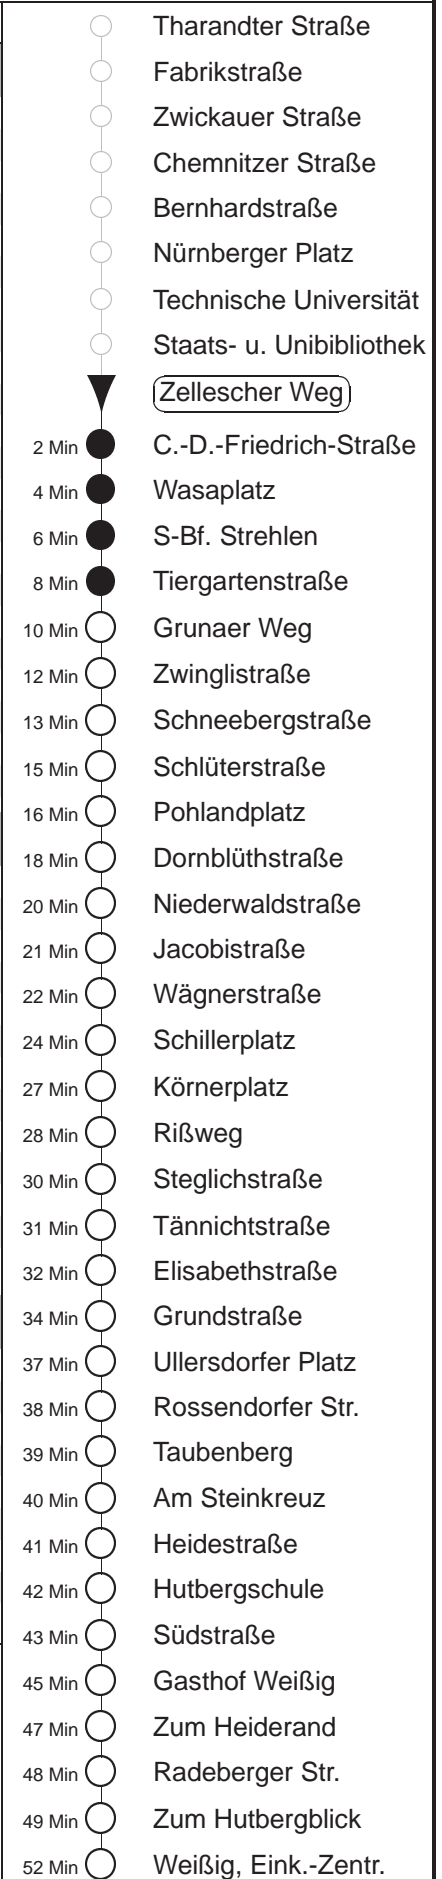 Tharandter Straße
Fabrikstraße
Zwickauer Straße
Chemnitzer Straße
Bernhardstraße
Nürnberger Platz
Technische Universität
Staats- u. Unibibliothek
Zellescher Weg
2 Min C.-D.-Friedrich-Straße
4 Min Wasaplatz
6 Min S-Bf. Strehlen
8 Min Tiergartenstraße
10 Min Grunaer Weg
12 Min Zwinglistraße
13 Min Schneebergstraße
15 Min Schlüterstraße
16 Min Pohlandplatz
18 Min Dornblüthstraße
20 Min Niederwaldstraße
21 Min Jacobistraße
22 Min Wägnerstraße
24 Min Schillerplatz
27 Min Körnerplatz
28 Min Rißweg
30 Min Steglichstraße
31 Min Tännichtstraße
32 Min Elisabethstraße
34 Min Grundstraße
37 Min Ullersdorfer Platz
38 Min Rossendorfer Str.
39 Min Taubenberg
40 Min Am Steinkreuz
41 Min Heidestraße
42 Min Hutbergschule
43 Min Südstraße
45 Min Gasthof Weißig
47 Min Zum Heiderand
48 Min Radeberger Str.
49 Min Zum Hutbergblick
52 Min Weißig, Eink.-Zentr.